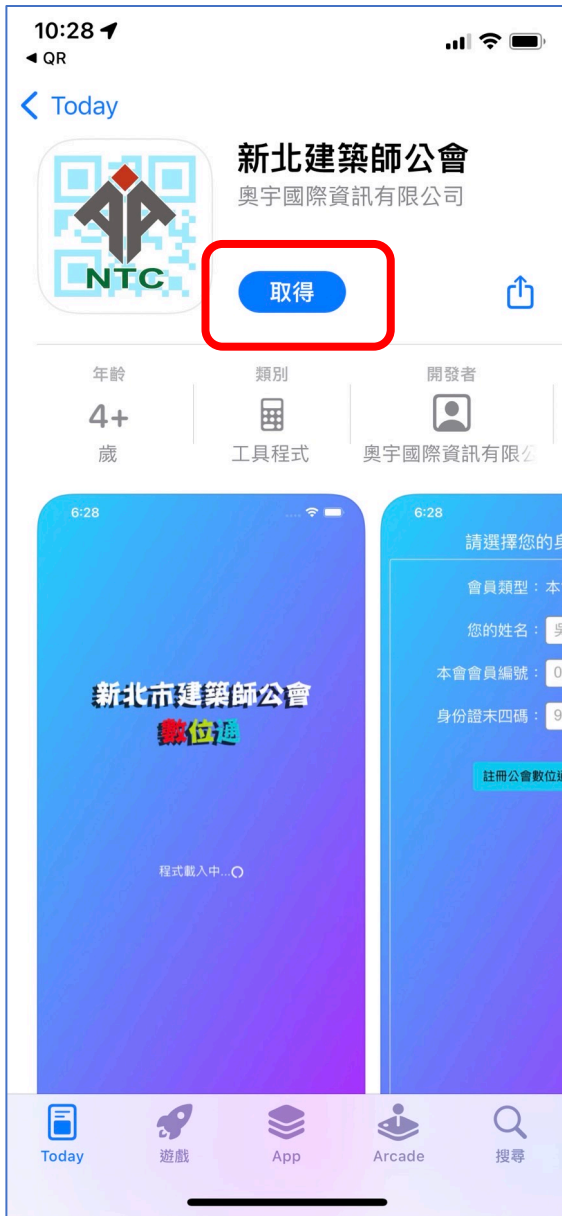 10:28
◀ QR
Today
新北建築師公會
奧宇國際資訊有限公司
NTC
取得
年齡
類別
開發者
4+
歲
工具程式
奧宇國際資訊有限
6:28
6:28
請選擇您的
新北市建築師公會
數位通
程式載入中...
會員類型：本
您的姓名：
本會會員編號：0
身份證末四碼：9
註冊公會數位
Today
遊戲
App
Arcade
搜尋